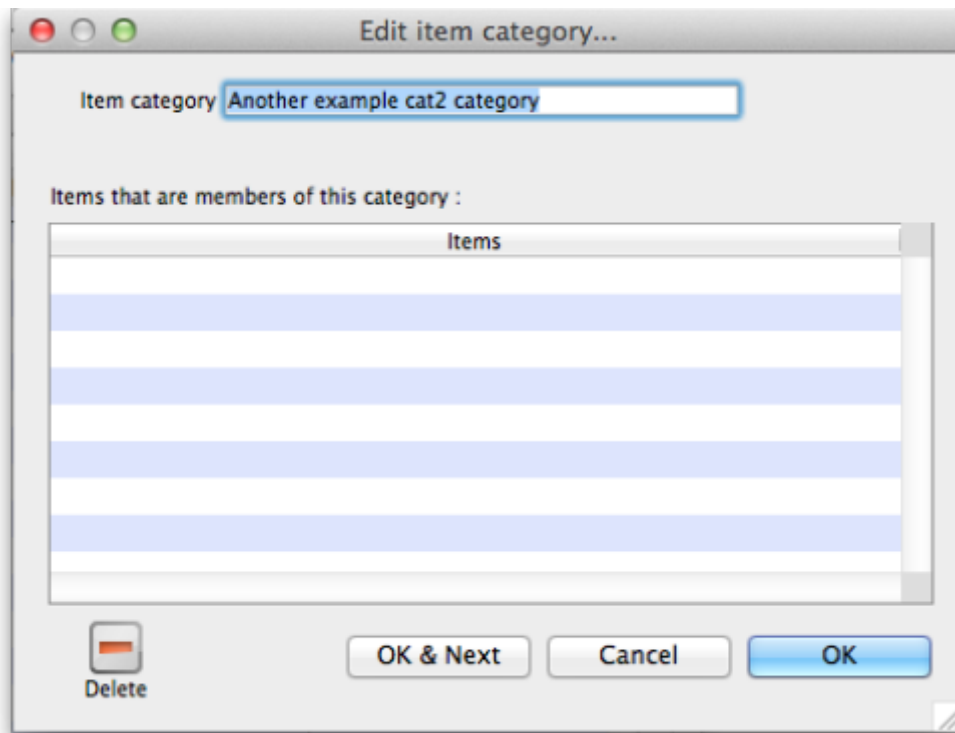 Edit item category...
Item category Another example cat2 category
Items that are members of this category :
Items
OK & Next Cancel OK
Delete